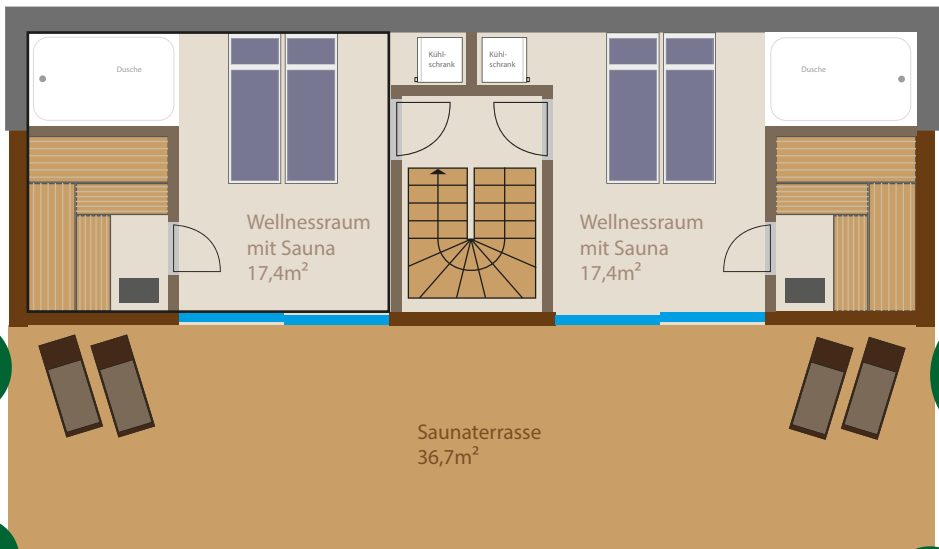 Dusche
Kühl-
schrank
Kühl-
schrank
Dusche
Wellnessraum
mit Sauna
17,4m²
Wellnessraum
mit Sauna
17,4m²
Saunaterrasse
36,7m²